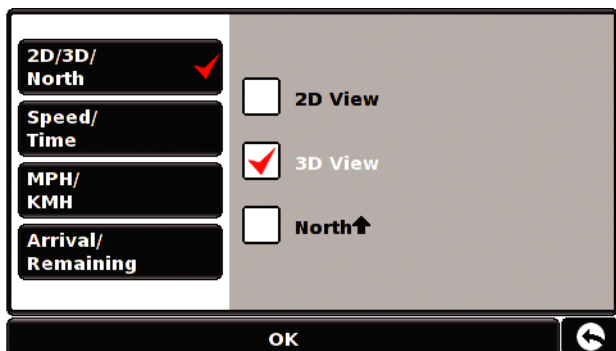 2D/3D/
North
Speed/
Time
MPH/
KMH
Arrival/
Remaining
2D View
3D View
North
OK